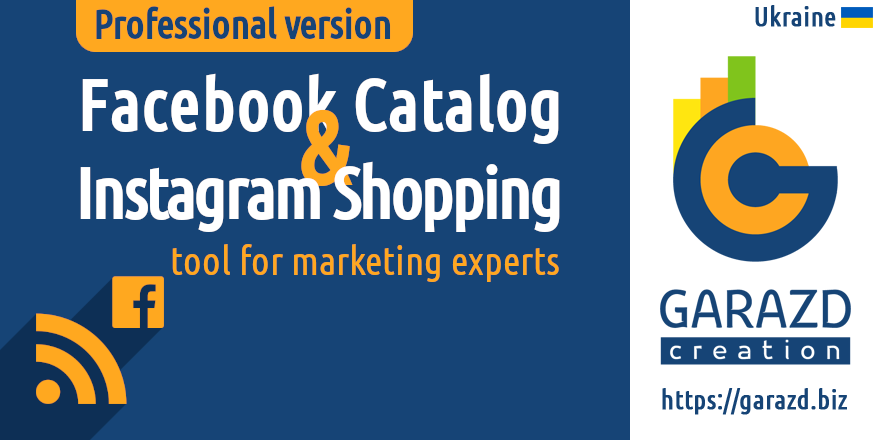 Professional version
Facebook Catalog
&
Instagram Shopping
tool for marketing experts
Ukraine
GARAZD
creation
https://garazd.biz